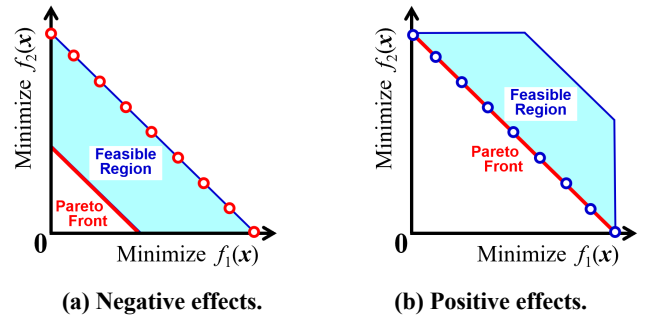 Minimize f₂(x)
Feasible
Region
Pareto
Front
0
Minimize f₁(x)
(a) Negative effects.
Minimize f₂(x)
Feasible
Region
Pareto
Front
0
Minimize f₁(x)
(b) Positive effects.